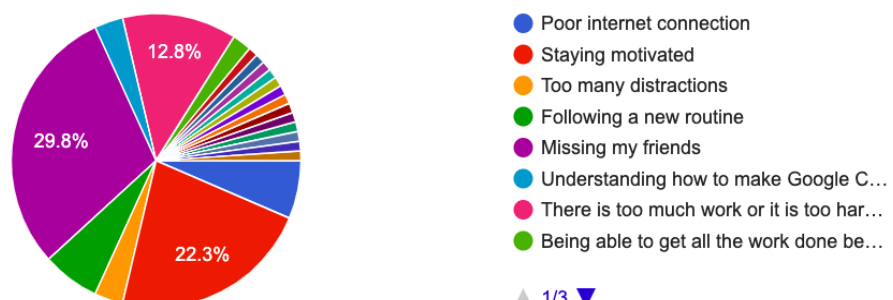 12.8%
29.8%
22.3%
Poor internet connection
Staying motivated
Too many distractions
Following a new routine
Missing my friends
Understanding how to make Google C...
There is too much work or it is too har...
Being able to get all the work done be...
1/3